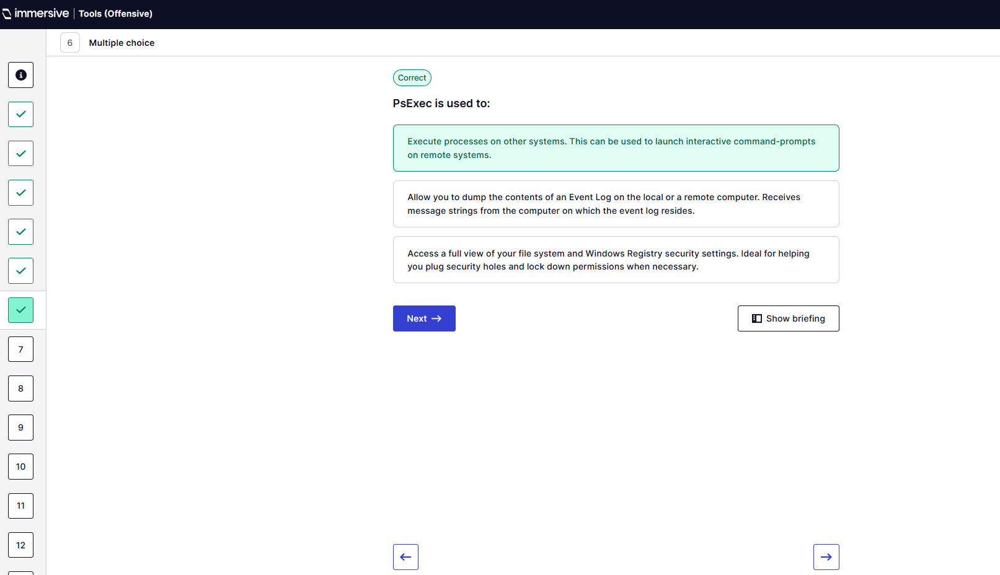 immersive
Tools (Offensive)
6
Multiple choice
Correct
PsExec is used to:
Execute processes on other systems. This can be used to launch interactive command-prompts
on remote systems.
Allow you to dump the contents of an Event Log on the local or a remote computer. Receives
message strings from the computer on which the event log resides.
Access a full view of your file system and Windows Registry security settings. Ideal for helping
you plug security holes and lock down permissions when necessary.
Next
Show briefing
7
8
9
10
11
12